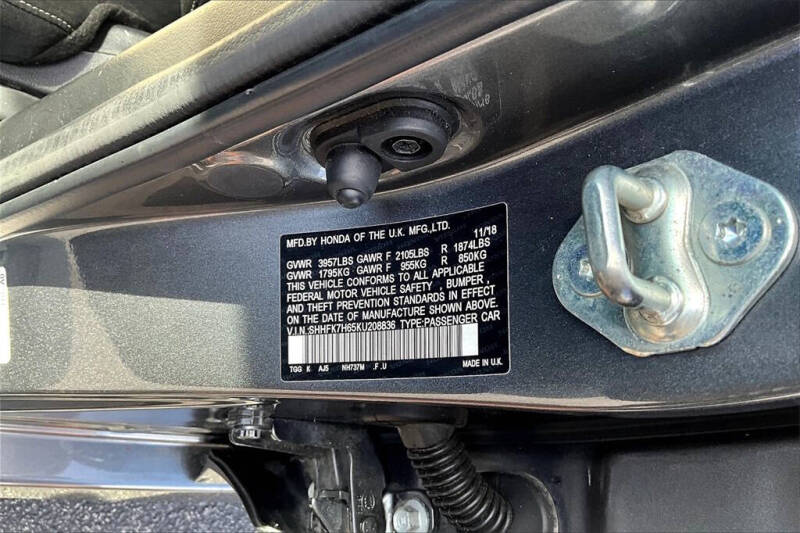 MFD.BY HONDA OF THE U.K. MFG.,LTD. 11/18
GVWR 3957LBS GAWR F 2105LBS R 1874LBS
GVWR 1795KG GAWR F 955KG R 850KG
THIS VEHICLE CONFORMS TO ALL APPLICABLE
FEDERAL MOTOR VEHICLE SAFETY , BUMPER ,
AND THEFT PREVENTION STANDARDS IN EFFECT
ON THE DATE OF MANUFACTURE SHOWN ABOVE.
V.I.N:SHHFK7H65KU208836 TYPE:PASSENGER CAR
TGG K AJ5 NH737M .F .U MADE IN U.K.